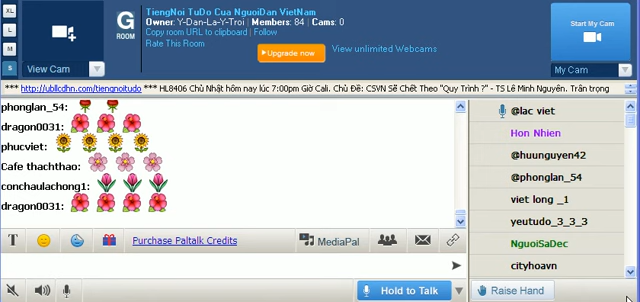 XL
L
M
S
View Cam
G
ROOM
TiengNoi TuDo Cua NguoiDan VietNam
Owner: Y-Dan-La-Y-Troi | Members: 84 | Cams: 0
Copy room URL to clipboard | Follow
Rate This Room
Upgrade now
View unlimited Webcams
Start My Cam
My Cam
*** http://ubllcdhn.com/tiengnoitudo *** HL8406 Chủ Nhật hôm nay lúc 7:00pm Giờ Cali. Chủ Đề: CSVN Sẽ Chết Theo "Quy Trình ?" - TS Lê Minh Nguyên. Trân trọng
phonglan_54:
dragon0031:
phucviet:
Cafe thachthao:
conchaulachong1:
dragon0031:
@lac viet
Hon Nhien
@huunguyen42
@phonglan_54
viet long _1
yeutudo_3_3_3
NguoiSaDec
cityhoavn
T
Purchase Paltalk Credits
MediaPal
Hold to Talk
Raise Hand